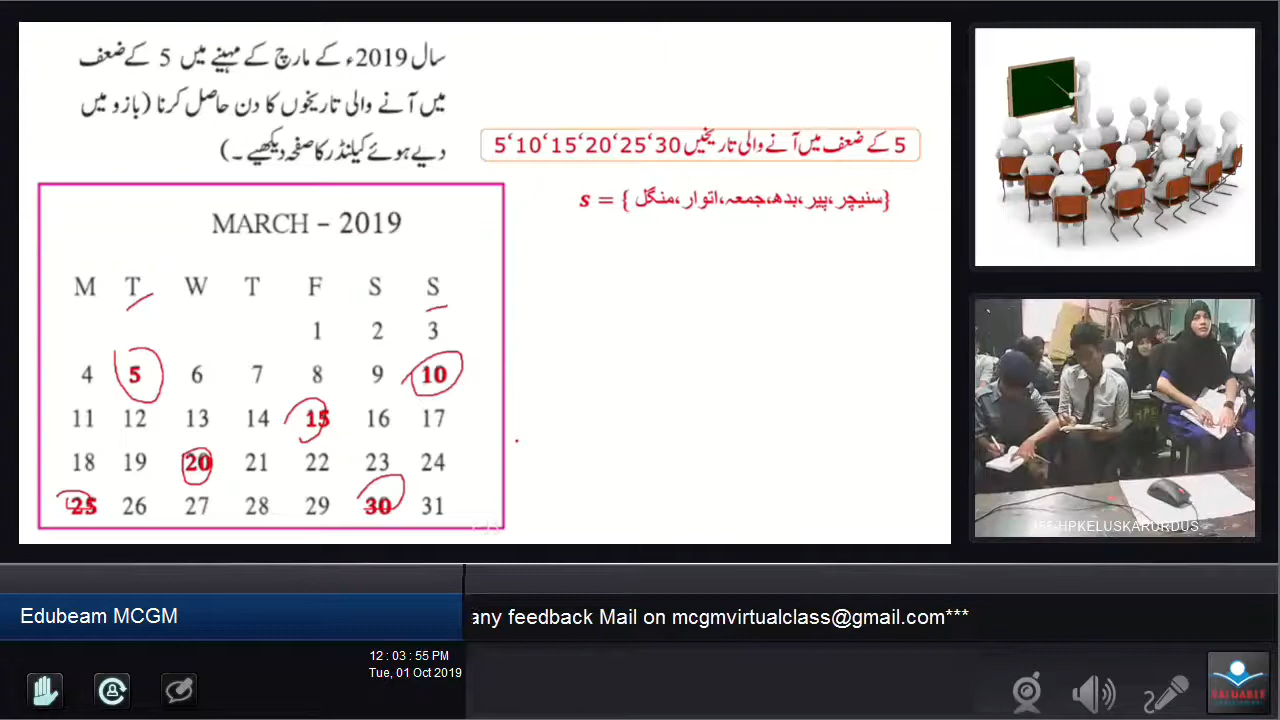 سال 2019ء کے مارچ کے مہینے میں 5 کے ضعف
میں آنے والی تاریخوں کا دن حاصل کرنا (بازو میں
دیے ہوئے کیلنڈر کا صفحہ دیکھیے۔)
5 کے ضعف میں آنے والی تاریخیں 5‘10‘15‘20‘25‘30
s = { سنیچر،پیر،بدھ،جمعہ،اتوار،منگل}
MARCH – 2019
M T W T F S S
1 2 3
4 5 6 7 8 9 10
11 12 13 14 15 16 17
18 19 20 21 22 23 24
25 26 27 28 29 30 31
Edubeam MCGM
any feedback Mail on mcgmvirtualclass@gmail.com***
12 : 03 : 55 PM
Tue, 01 Oct 2019
HPKELUSKARURDUS
VALUABLE